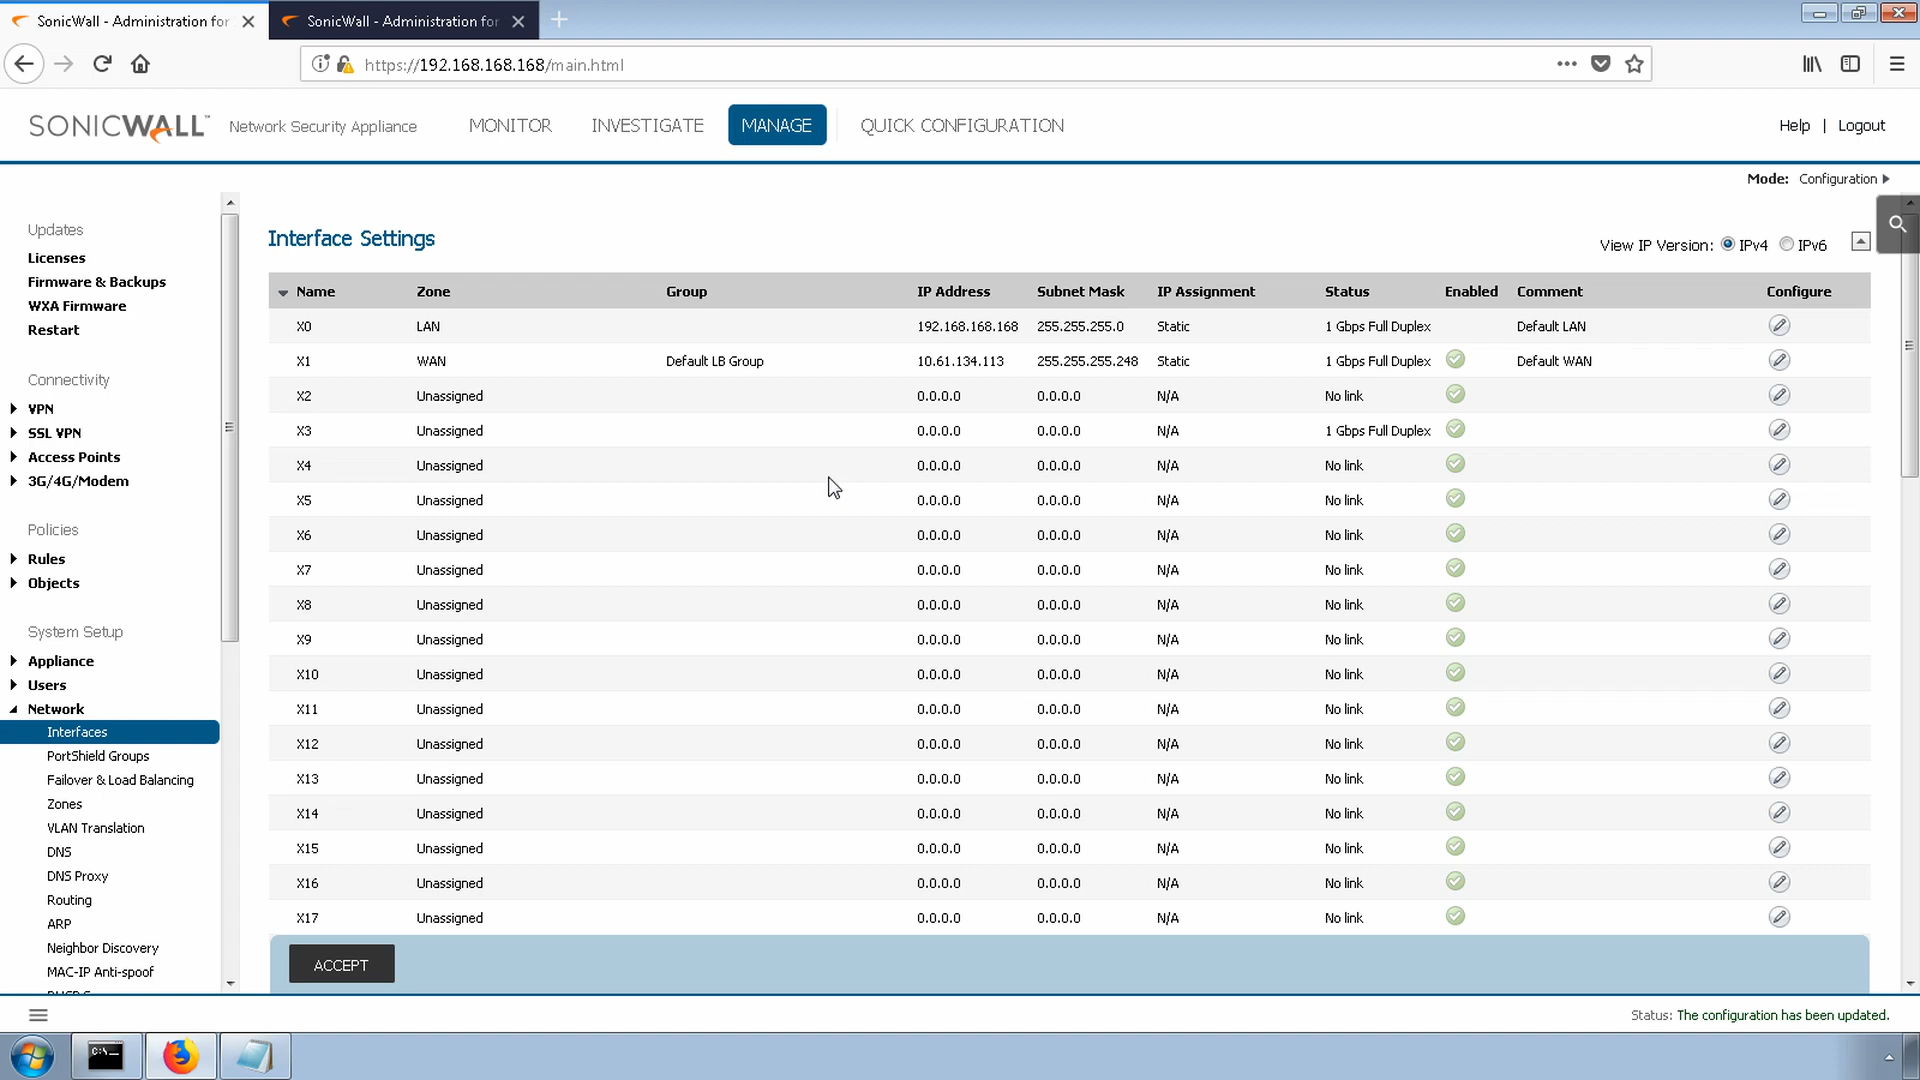 SonicWall - Administration for
SonicWall - Administration for
https://192.168.168.168/main.html
SONICWALL™ Network Security Appliance MONITOR INVESTIGATE MANAGE QUICK CONFIGURATION Help | Logout
Mode: Configuration
Updates
Licenses
Firmware & Backups
WXA Firmware
Restart
Connectivity
VPN
SSL VPN
Access Points
3G/4G/Modem
Policies
Rules
Objects
System Setup
Appliance
Users
Network
Interfaces
PortShield Groups
Failover & Load Balancing
Zones
VLAN Translation
DNS
DNS Proxy
Routing
ARP
Neighbor Discovery
MAC-IP Anti-spoof
Interface Settings
View IP Version: IPv4 IPv6
Name Zone Group IP Address Subnet Mask IP Assignment Status Enabled Comment Configure
X0 LAN 192.168.168.168 255.255.255.0 Static 1 Gbps Full Duplex Default LAN
X1 WAN Default LB Group 10.61.134.113 255.255.255.248 Static 1 Gbps Full Duplex Default WAN
X2 Unassigned 0.0.0.0 0.0.0.0 N/A No link
X3 Unassigned 0.0.0.0 0.0.0.0 N/A 1 Gbps Full Duplex
X4 Unassigned 0.0.0.0 0.0.0.0 N/A No link
X5 Unassigned 0.0.0.0 0.0.0.0 N/A No link
X6 Unassigned 0.0.0.0 0.0.0.0 N/A No link
X7 Unassigned 0.0.0.0 0.0.0.0 N/A No link
X8 Unassigned 0.0.0.0 0.0.0.0 N/A No link
X9 Unassigned 0.0.0.0 0.0.0.0 N/A No link
X10 Unassigned 0.0.0.0 0.0.0.0 N/A No link
X11 Unassigned 0.0.0.0 0.0.0.0 N/A No link
X12 Unassigned 0.0.0.0 0.0.0.0 N/A No link
X13 Unassigned 0.0.0.0 0.0.0.0 N/A No link
X14 Unassigned 0.0.0.0 0.0.0.0 N/A No link
X15 Unassigned 0.0.0.0 0.0.0.0 N/A No link
X16 Unassigned 0.0.0.0 0.0.0.0 N/A No link
X17 Unassigned 0.0.0.0 0.0.0.0 N/A No link
ACCEPT
Status: The configuration has been updated.